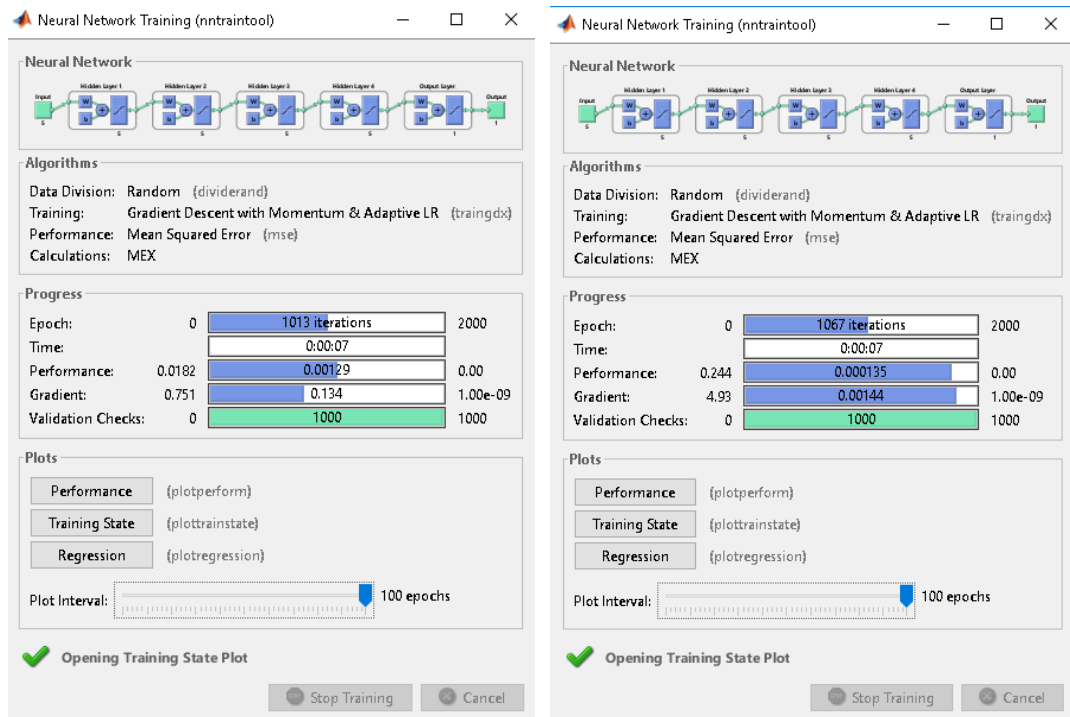 Neural Network Training (nntraintool)
Neural Network
Hidden Layer 1 Hidden Layer 2 Hidden Layer 3 Hidden Layer 4 Output Layer
Input Output
W W W W W
b b b b b
5 5 5 5 5 1 1
Algorithms
Data Division: Random (dividerand)
Training: Gradient Descent with Momentum & Adaptive LR (traingdx)
Performance: Mean Squared Error (mse)
Calculations: MEX
Progress
Epoch: 0 1013 iterations 2000
Time: 0:00:07
Performance: 0.0182 0.00129 0.00
Gradient: 0.751 0.134 1.00e-09
Validation Checks: 0 1000 1000
Plots
Performance (plotperform)
Training State (plottrainstate)
Regression (plotregression)
Plot Interval: 100 epochs
Opening Training State Plot
Stop Training Cancel
Neural Network Training (nntraintool)
Neural Network
Hidden Layer 1 Hidden Layer 2 Hidden Layer 3 Hidden Layer 4 Output Layer
Input Output
W W W W W
b b b b b
5 5 5 5 5 1 1
Algorithms
Data Division: Random (dividerand)
Training: Gradient Descent with Momentum & Adaptive LR (traingdx)
Performance: Mean Squared Error (mse)
Calculations: MEX
Progress
Epoch: 0 1067 iterations 2000
Time: 0:00:07
Performance: 0.244 0.000135 0.00
Gradient: 4.93 0.00144 1.00e-09
Validation Checks: 0 1000 1000
Plots
Performance (plotperform)
Training State (plottrainstate)
Regression (plotregression)
Plot Interval: 100 epochs
Opening Training State Plot
Stop Training Cancel